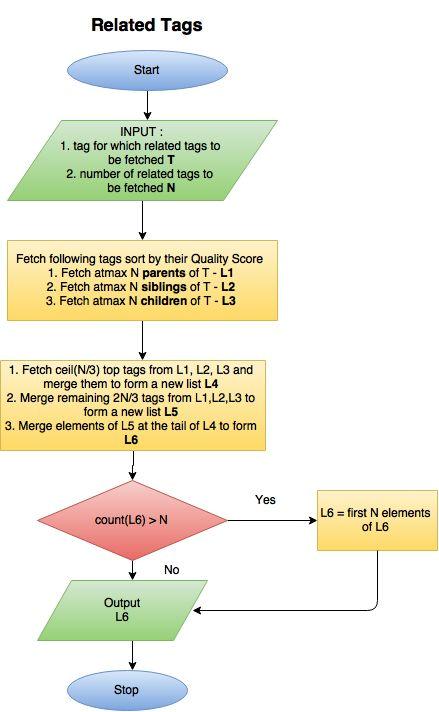 Related Tags
Start
INPUT :
1. tag for which related tags to
be fetched T
2. number of related tags to
be fetched N
Fetch following tags sort by their Quality Score
1. Fetch atmax N parents of T - L1
2. Fetch atmax N siblings of T - L2
3. Fetch atmax N children of T - L3
1. Fetch ceil(N/3) top tags from L1, L2, L3 and
merge them to form a new list L4
2. Merge remaining 2N/3 tags from L1,L2,L3 to
form a new list L5
3. Merge elements of L5 at the tail of L4 to form
L6
count(L6) > N
Yes
L6 = first N elements
of L6
No
Output
L6
Stop